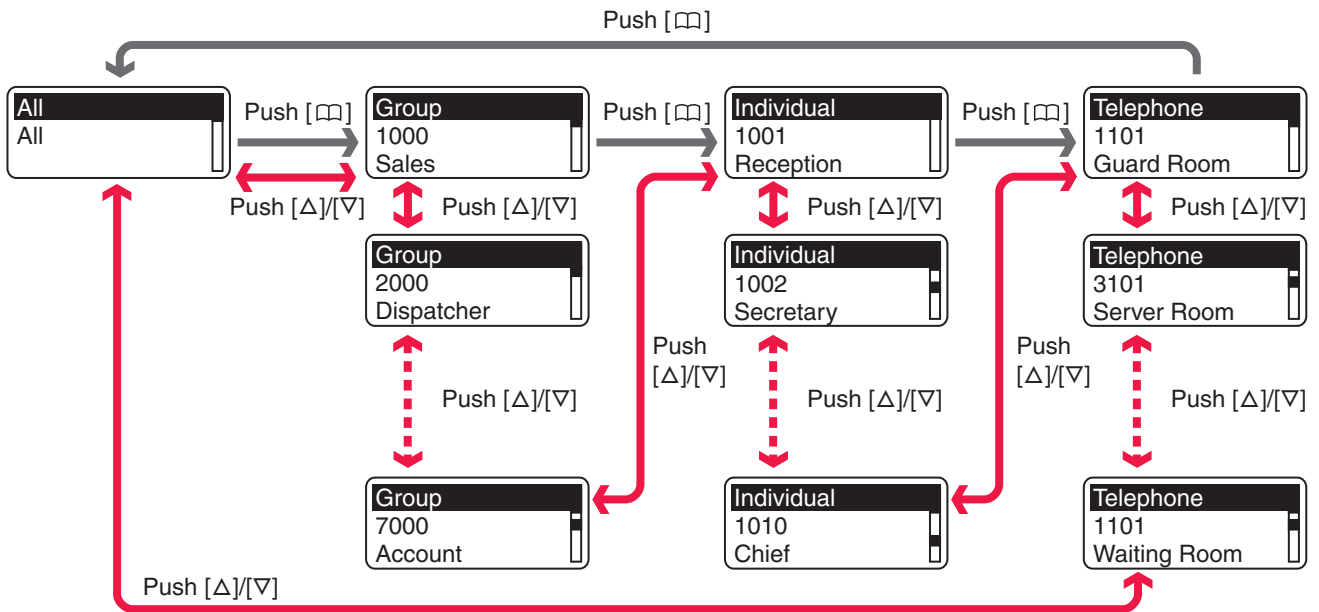 Push [🕮]
All
All
Push [🕮]
Group
1000
Sales
Push [🕮]
Individual
1001
Reception
Push [🕮]
Telephone
1101
Guard Room
Push [△]/[▽]
Push [△]/[▽]
Push [△]/[▽]
Push [△]/[▽]
Group
2000
Dispatcher
Individual
1002
Secretary
Telephone
3101
Server Room
Push [△]/[▽]
Push
[△]/[▽]
Push [△]/[▽]
Push
[△]/[▽]
Push [△]/[▽]
Group
7000
Account
Individual
1010
Chief
Telephone
1101
Waiting Room
Push [△]/[▽]